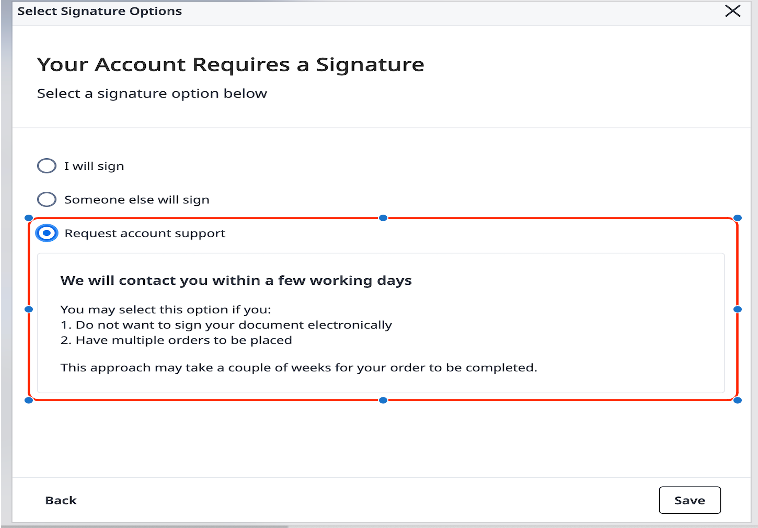 Select Signature Options
Your Account Requires a Signature
Select a signature option below
I will sign
Someone else will sign
Request account support
We will contact you within a few working days
You may select this option if you:
1. Do not want to sign your document electronically
2. Have multiple orders to be placed
This approach may take a couple of weeks for your order to be completed.
Back
Save